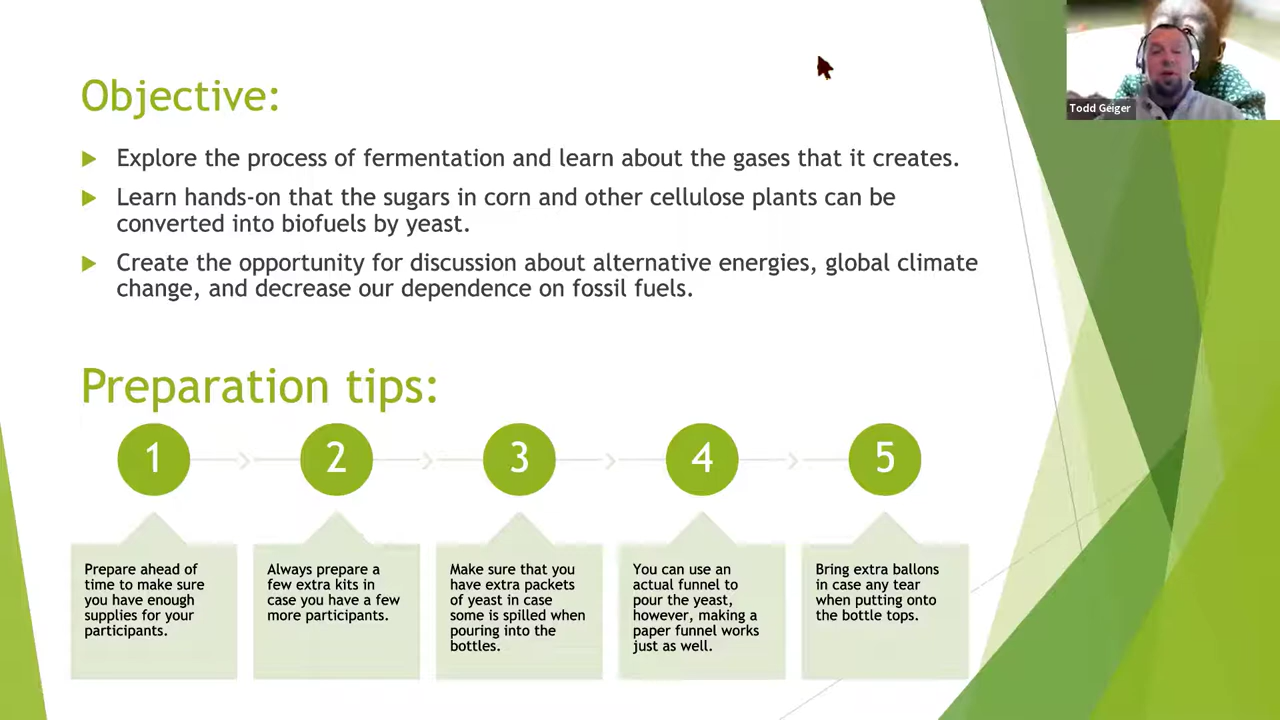 Todd Geiger
Objective:
Explore the process of fermentation and learn about the gases that it creates.
Learn hands-on that the sugars in corn and other cellulose plants can be
converted into biofuels by yeast.
Create the opportunity for discussion about alternative energies, global climate
change, and decrease our dependence on fossil fuels.
Preparation tips:
1
2
3
4
5
Prepare ahead of
time to make sure
you have enough
supplies for your
participants.
Always prepare a
few extra kits in
case you have a few
more participants.
Make sure that you
have extra packets
of yeast in case
some is spilled when
pouring into the
bottles.
You can use an
actual funnel to
pour the yeast,
however, making a
paper funnel works
just as well.
Bring extra ballons
in case any tear
when putting onto
the bottle tops.